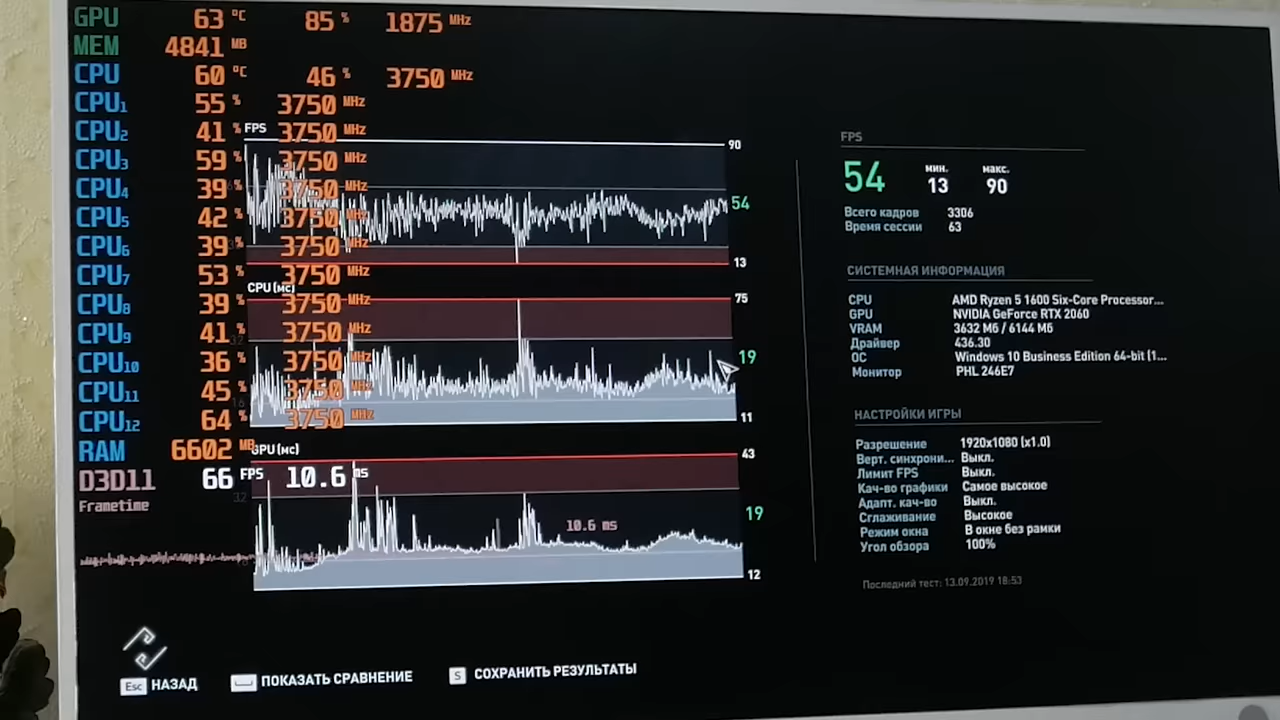 GPU 63 °C 85 % 1875 MHz
MEM 4841 MB
CPU 60 °C 46 % 3750 MHz
CPU1 55 % 3750 MHz
CPU2 41 % 3750 MHz
CPU3 59 % 3750 MHz
CPU4 39 % 3750 MHz
CPU5 42 % 3750 MHz
CPU6 39 % 3750 MHz
CPU7 53 % 3750 MHz
CPU8 39 % 3750 MHz
CPU9 41 % 3750 MHz
CPU10 36 % 3750 MHz
CPU11 45 % 3750 MHz
CPU12 64 % 3750 MHz
RAM 6602 MB
D3D11 66 FPS 10.6 ms
Frametime
10.6 ms
FPS
90
54
13
CPU (мс)
75
19
16
11
GPU (мс)
43
32
19
12
FPS
54
мин. макс.
13 90
Всего кадров 3306
Время сессии 63
СИСТЕМНАЯ ИНФОРМАЦИЯ
CPU AMD Ryzen 5 1600 Six-Core Processor...
GPU NVIDIA GeForce RTX 2060
VRAM 3632 Мб / 6144 Мб
Драйвер 436.30
ОС Windows 10 Business Edition 64-bit (1...
Монитор PHL 246E7
НАСТРОЙКИ ИГРЫ
Разрешение 1920x1080 (x1.0)
Верт. синхрони... Выкл.
Лимит FPS Выкл.
Кач-во графики Самое высокое
Адапт. кач-во Выкл.
Сглаживание Высокое
Режим окна В окне без рамки
Угол обзора 100%
Последний тест: 13.09.2019 18:53
Esc НАЗАД
ПОКАЗАТЬ СРАВНЕНИЕ
S СОХРАНИТЬ РЕЗУЛЬТАТЫ